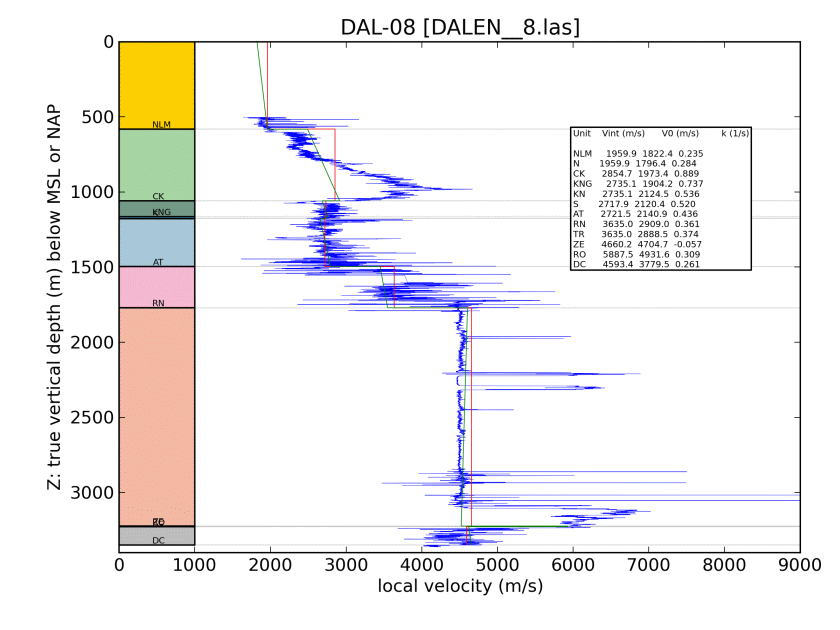 DAL-08 [DALEN__8.las]
0
500
1000
1500
2000
2500
3000
Z: true vertical depth (m) below MSL or NAP
NLM
CK
KNG
AT
RN
ZE
DC
Unit Vint (m/s) V0 (m/s) k (1/s)
NLM 1959.9 1822.4 0.235
N 1959.9 1796.4 0.284
CK 2854.7 1973.4 0.889
KNG 2735.1 1904.2 0.737
KN 2735.1 2124.5 0.536
S 2717.9 2120.4 0.520
AT 2721.5 2140.9 0.436
RN 3635.0 2909.0 0.361
TR 3635.0 2888.5 0.374
ZE 4660.2 4704.7 -0.057
RO 5887.5 4931.6 0.309
DC 4593.4 3779.5 0.261
0 1000 2000 3000 4000 5000 6000 7000 8000 9000
local velocity (m/s)